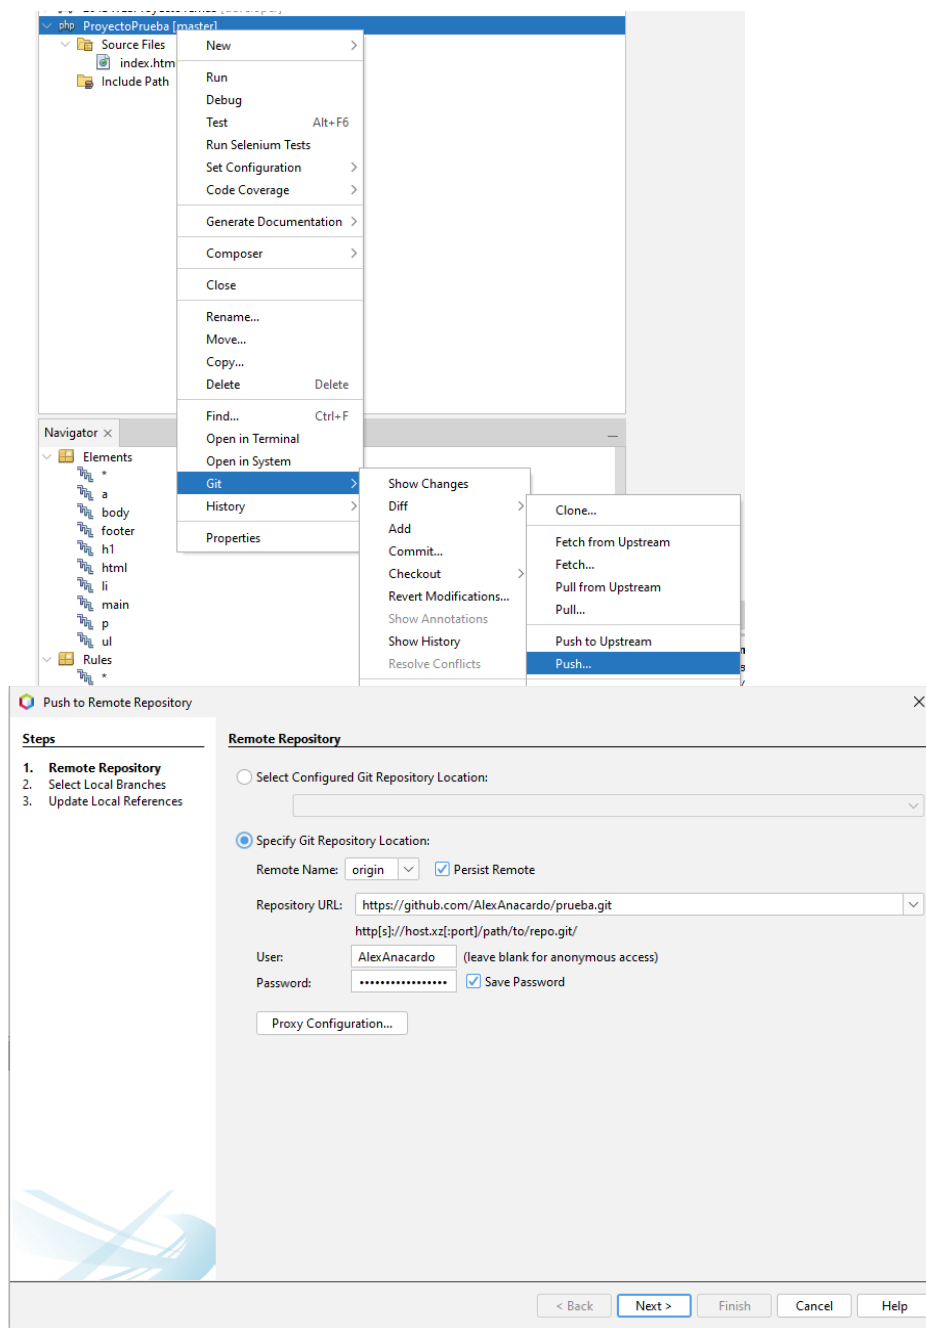 php ProyectoPrueba [master]
Source Files
index.htm
Include Path
New
Run
Debug
Test Alt+F6
Run Selenium Tests
Set Configuration
Code Coverage
Generate Documentation
Composer
Close
Rename...
Move...
Copy...
Delete Delete
Find... Ctrl+F
Open in Terminal
Open in System
Git
History
Properties
Show Changes
Diff
Add
Commit...
Checkout
Revert Modifications...
Show Annotations
Show History
Resolve Conflicts
Clone...
Fetch from Upstream
Fetch...
Pull from Upstream
Pull...
Push to Upstream
Push...
Navigator
Elements
*
a
body
footer
h1
html
li
main
p
ul
Rules
*
Push to Remote Repository
Steps
1. Remote Repository
2. Select Local Branches
3. Update Local References
Remote Repository
Select Configured Git Repository Location:
Specify Git Repository Location:
Remote Name: origin Persist Remote
Repository URL: https://github.com/AlexAnacardo/prueba.git
http[s]://host.xz[:port]/path/to/repo.git/
User: AlexAnacardo (leave blank for anonymous access)
Password: ••••••••••••••••• Save Password
Proxy Configuration...
< Back Next > Finish Cancel Help